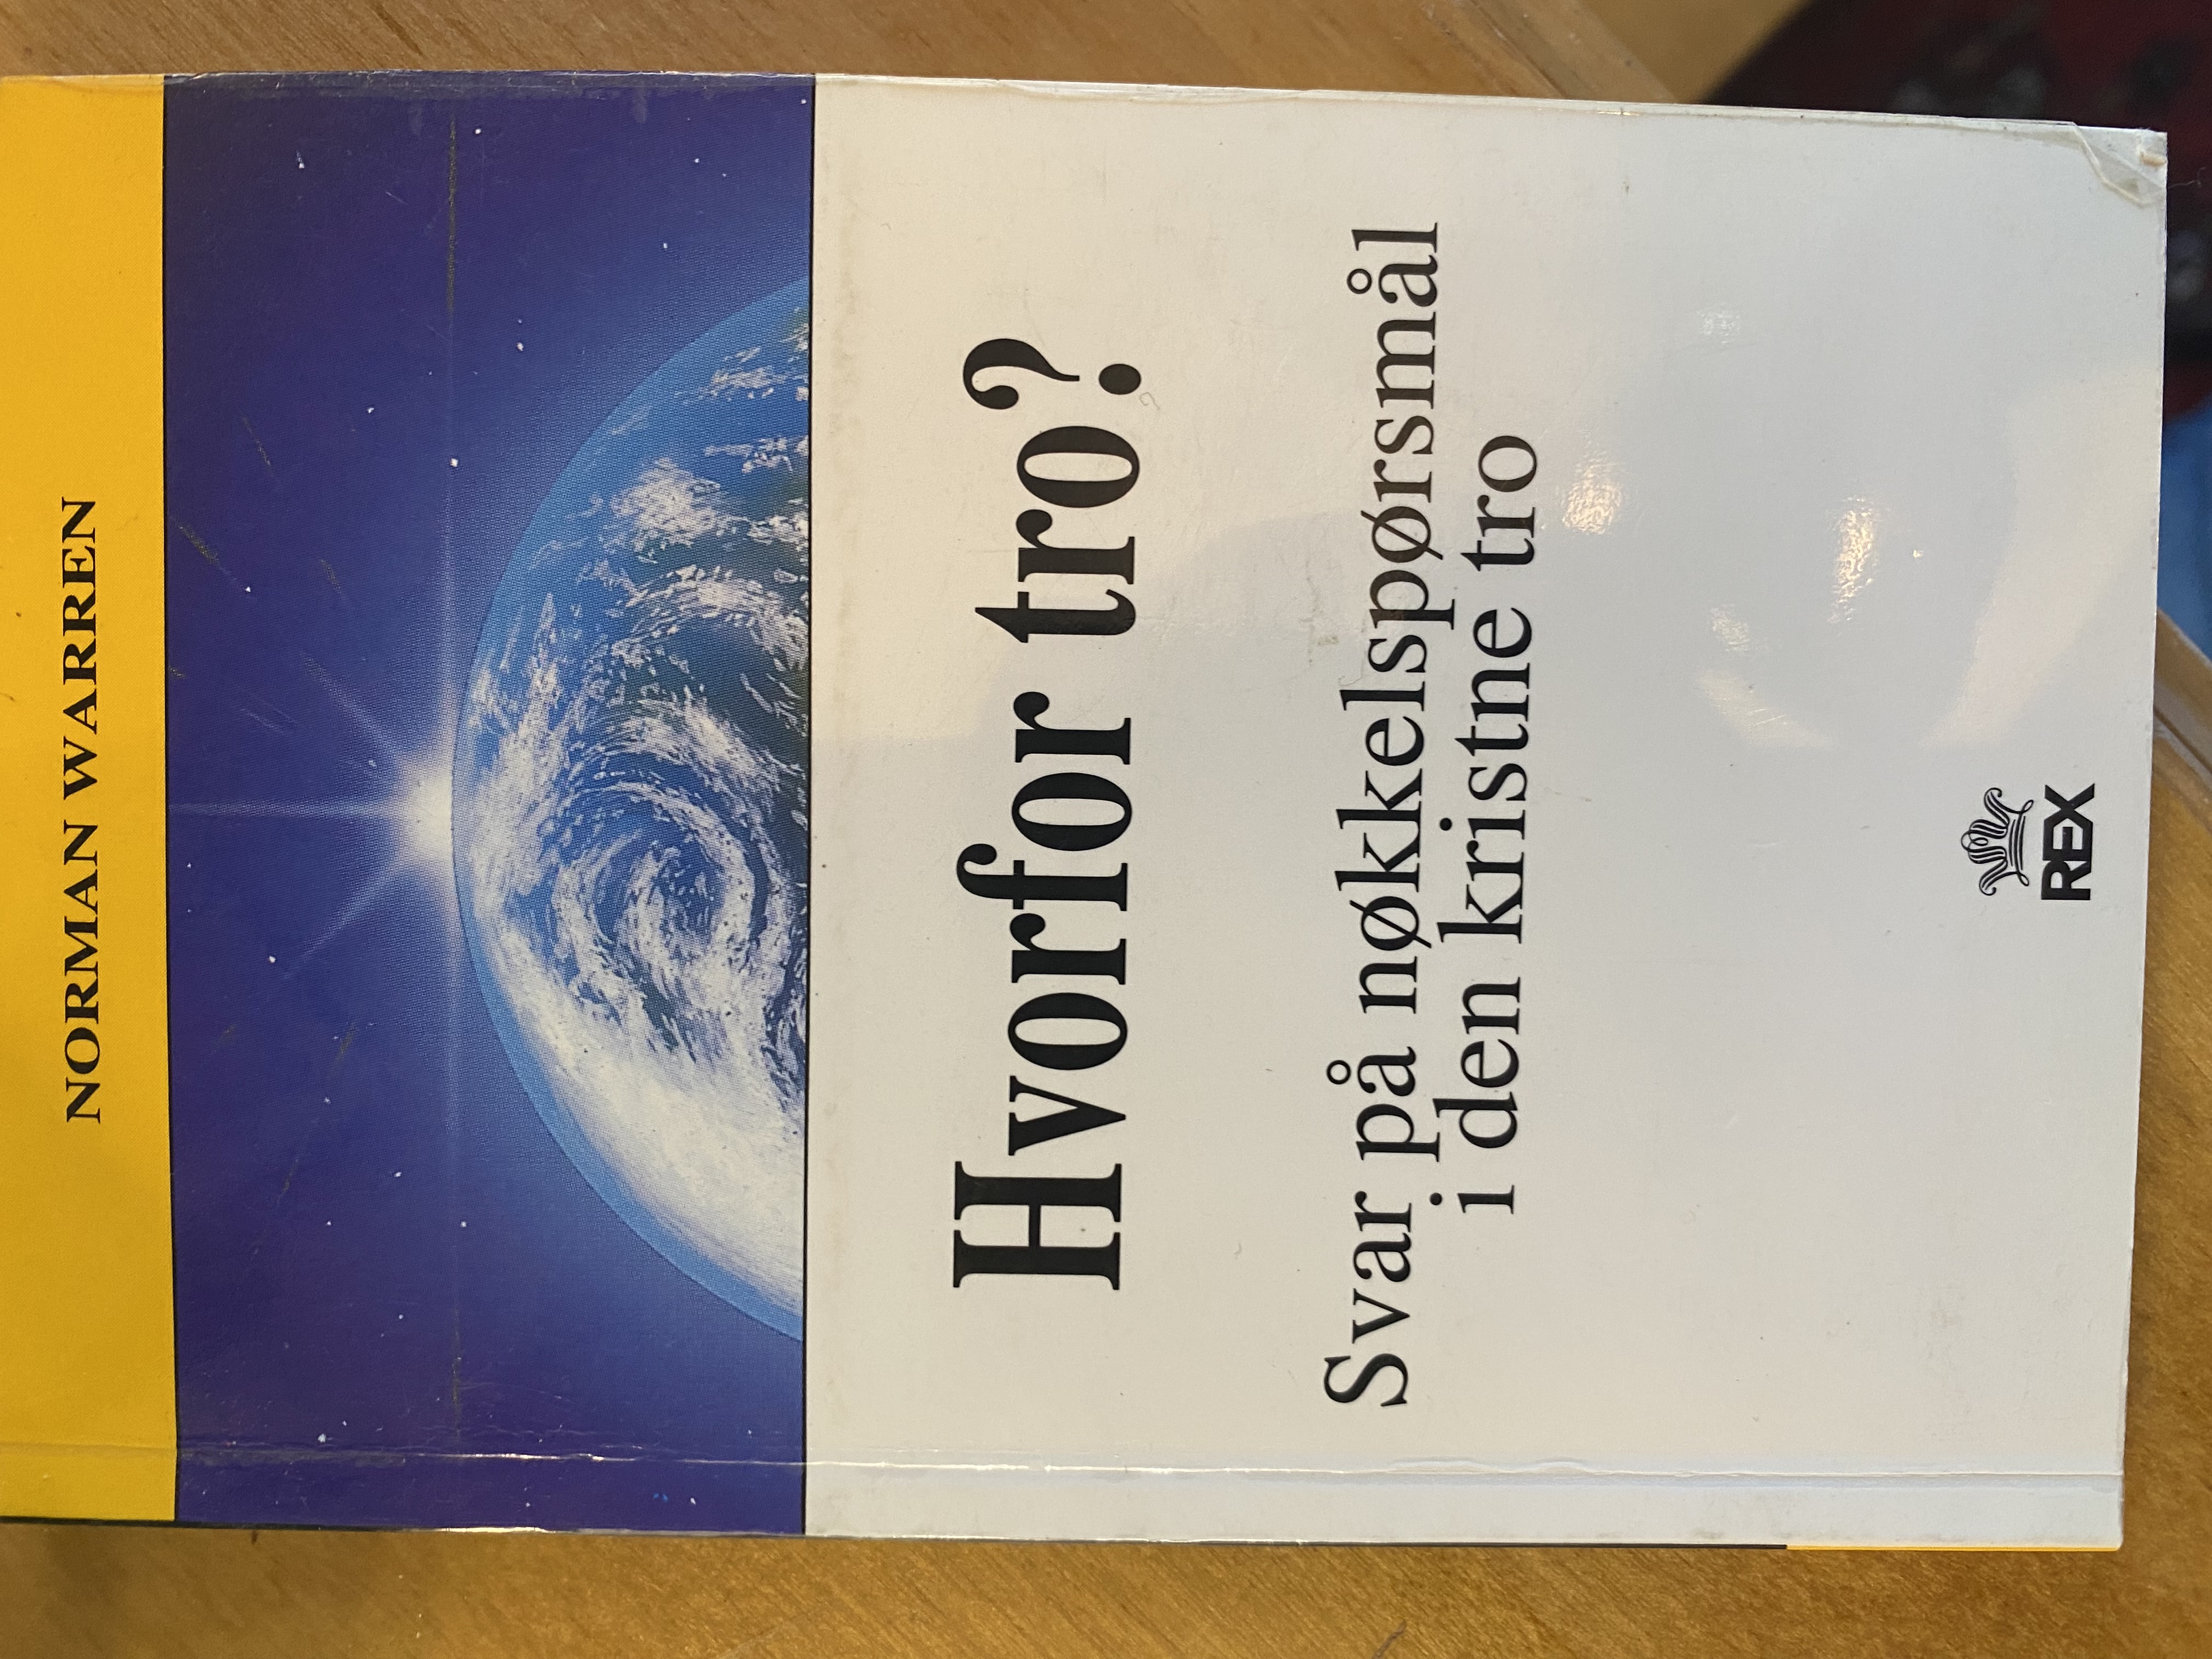 NORMAN WARREN
Hvorfor tro?
Svar på nøkkelspørsmål
i den kristne tro
REX